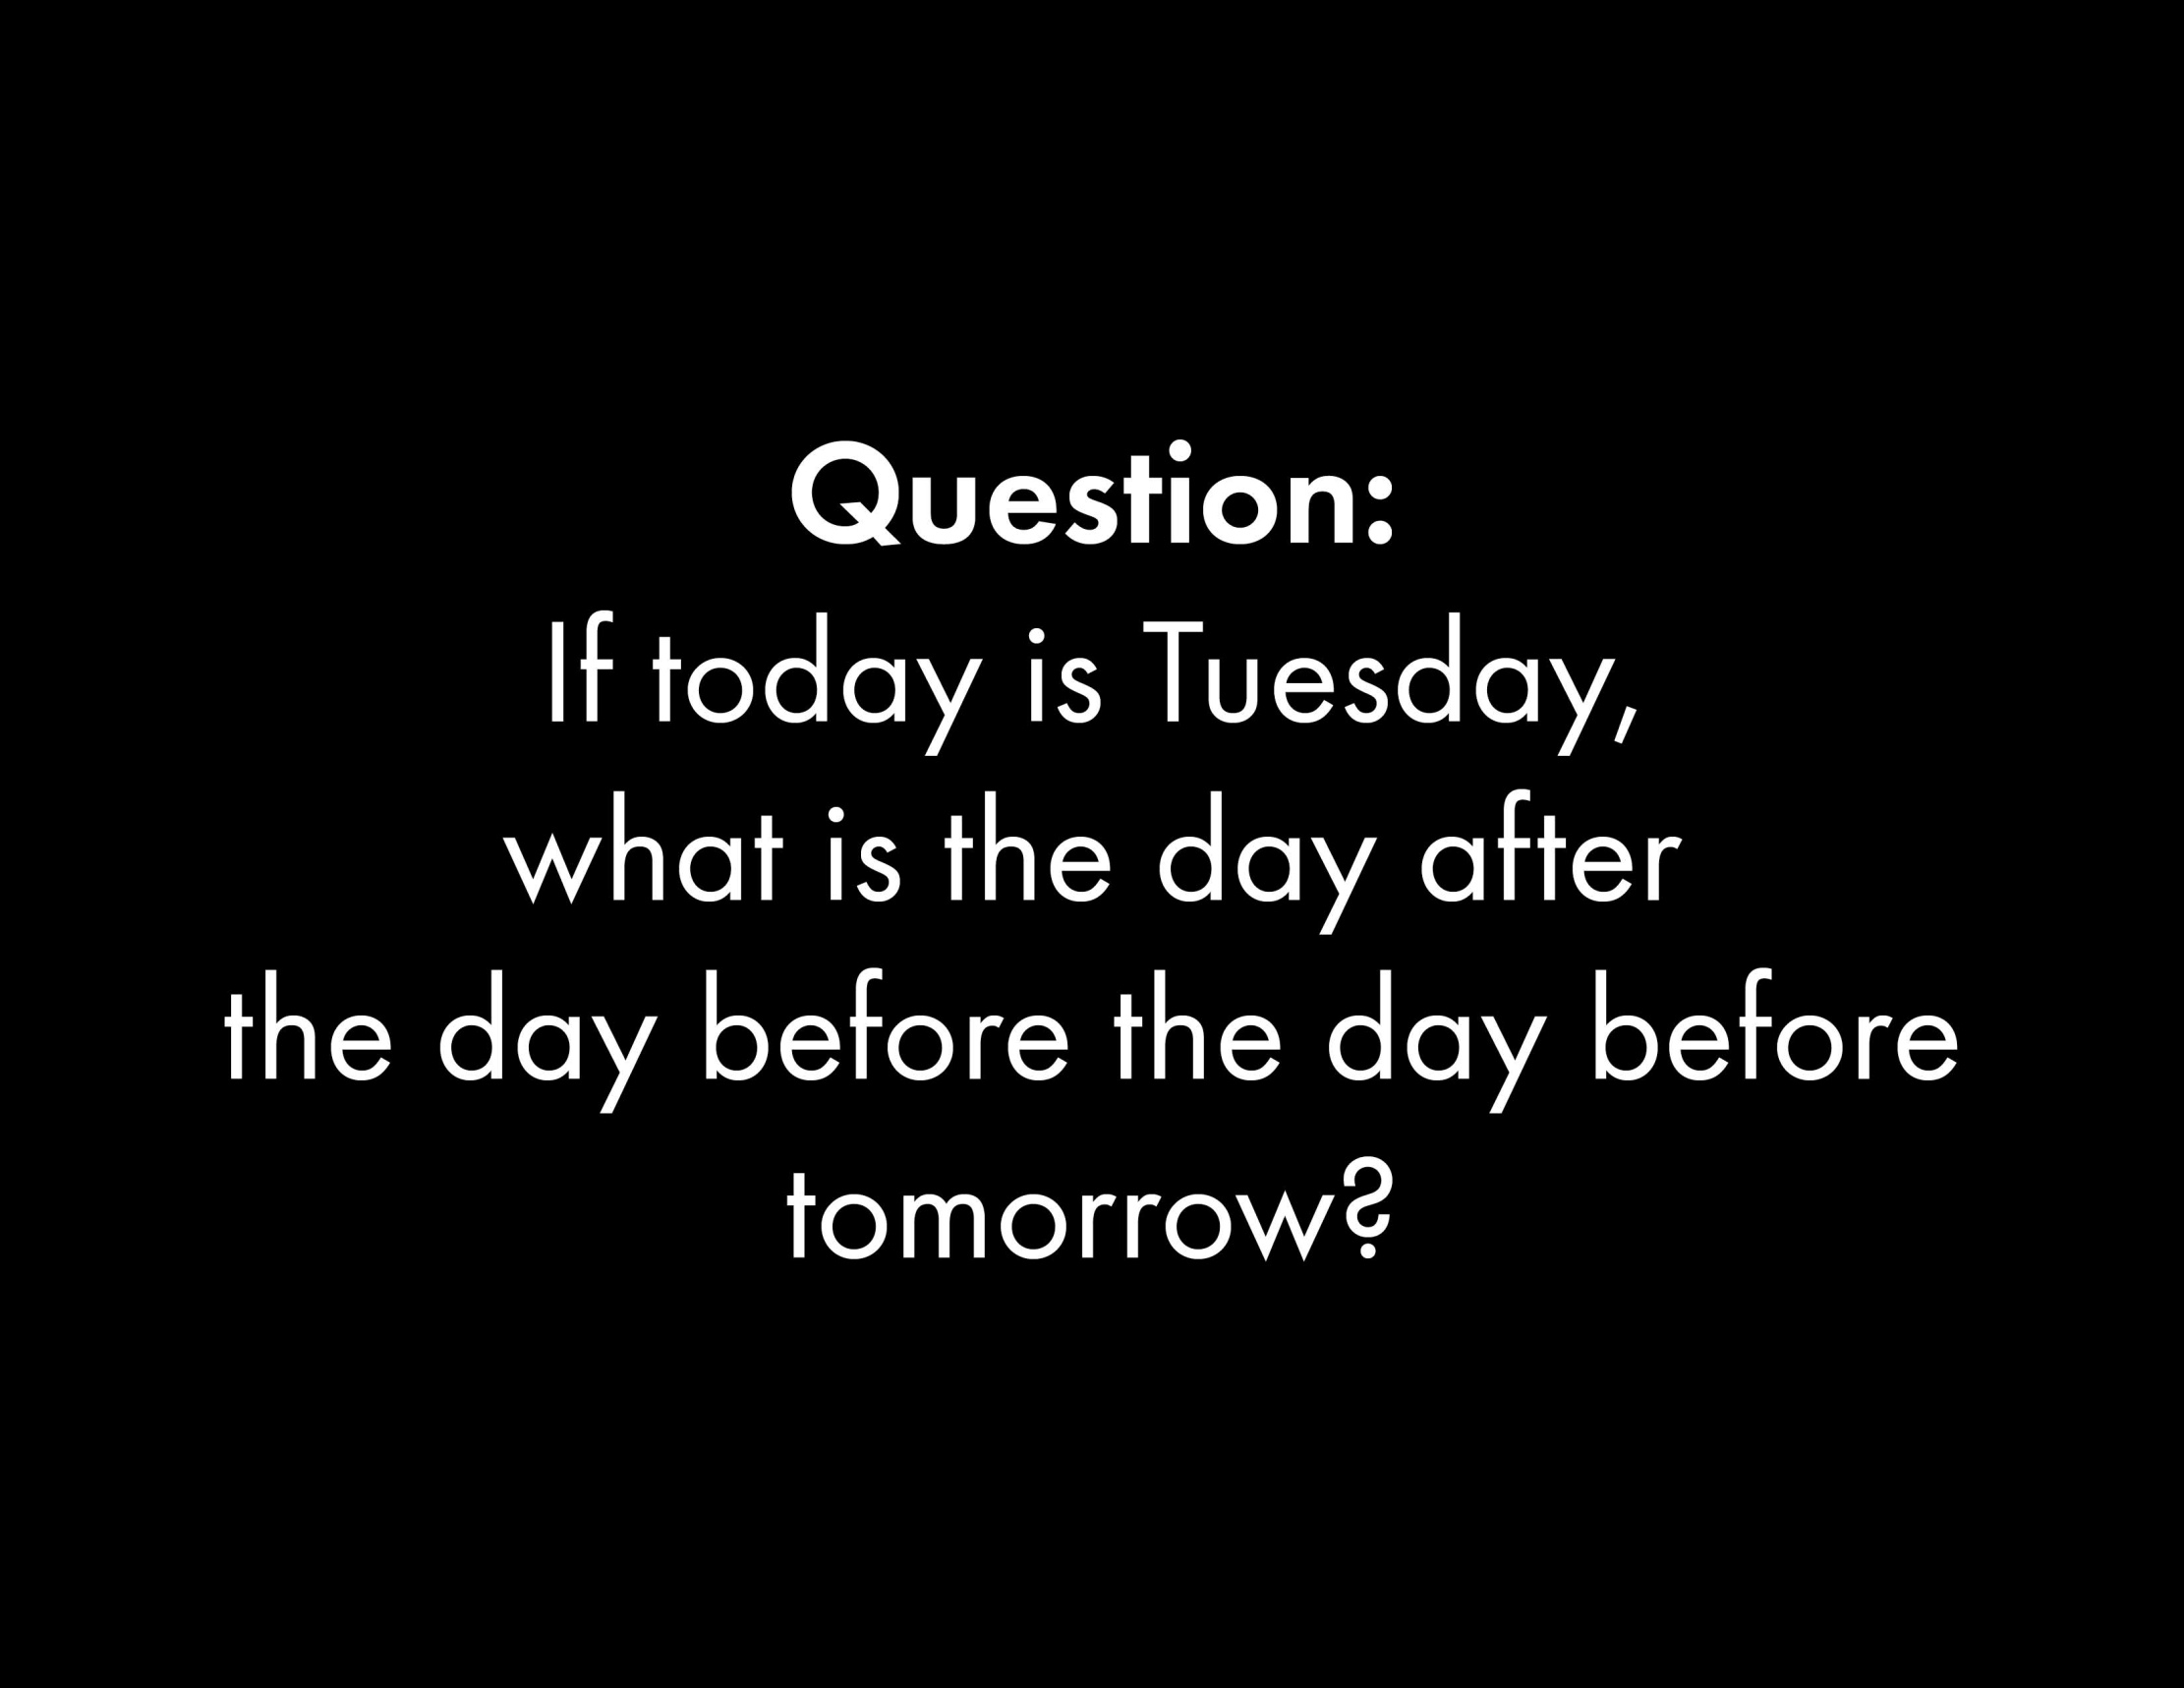 Question:
If today is Tuesday,
what is the day after
the day before the day before
tomorrow?